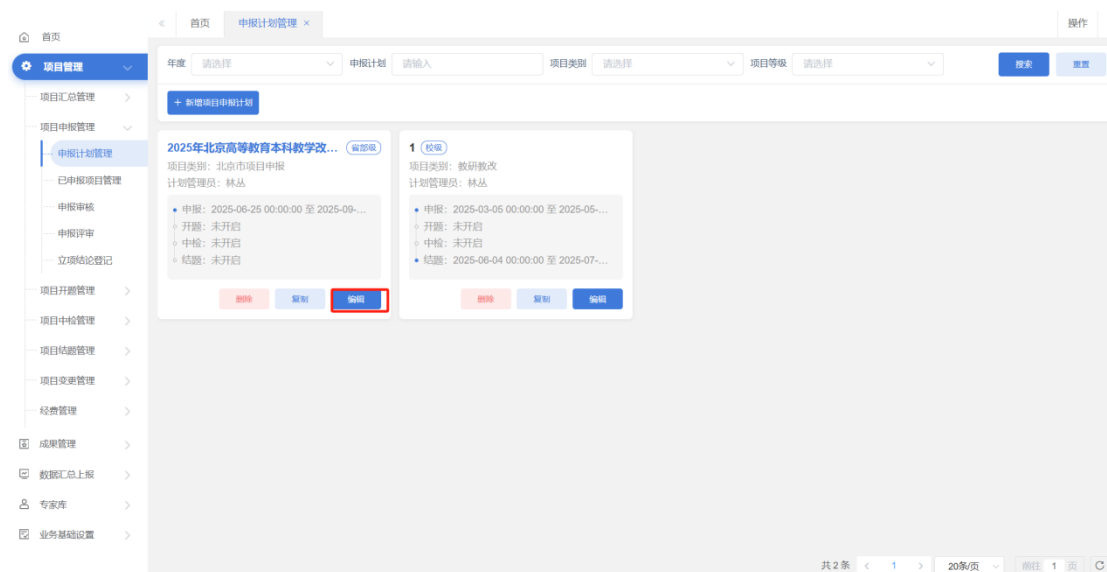 首页
项目管理
项目汇总管理
项目申报管理
申报计划管理
已申报项目管理
申报审核
申报评审
立项结论登记
项目开题管理
项目中检管理
项目结题管理
项目变更管理
经费管理
成果管理
数据汇总上报
专家库
业务基础设置
« 首页 申报计划管理 × 操作
年度 请选择 申报计划 请输入 项目类别 请选择 项目等级 请选择 搜索 重置
+ 新增项目申报计划
2025年北京高等教育本科教学改... 省部级
项目类别：北京市项目申报
计划管理员：林丛
申报：2025-06-25 00:00:00 至 2025-09-...
开题：未开启
中检：未开启
结题：未开启
删除 复制 编辑
1 校级
项目类别：教研教改
计划管理员：林丛
申报：2025-03-05 00:00:00 至 2025-05-...
开题：未开启
中检：未开启
结题：2025-06-04 00:00:00 至 2025-07-...
删除 复制 编辑
共 2 条 < 1 > 20条/页 前往 1 页